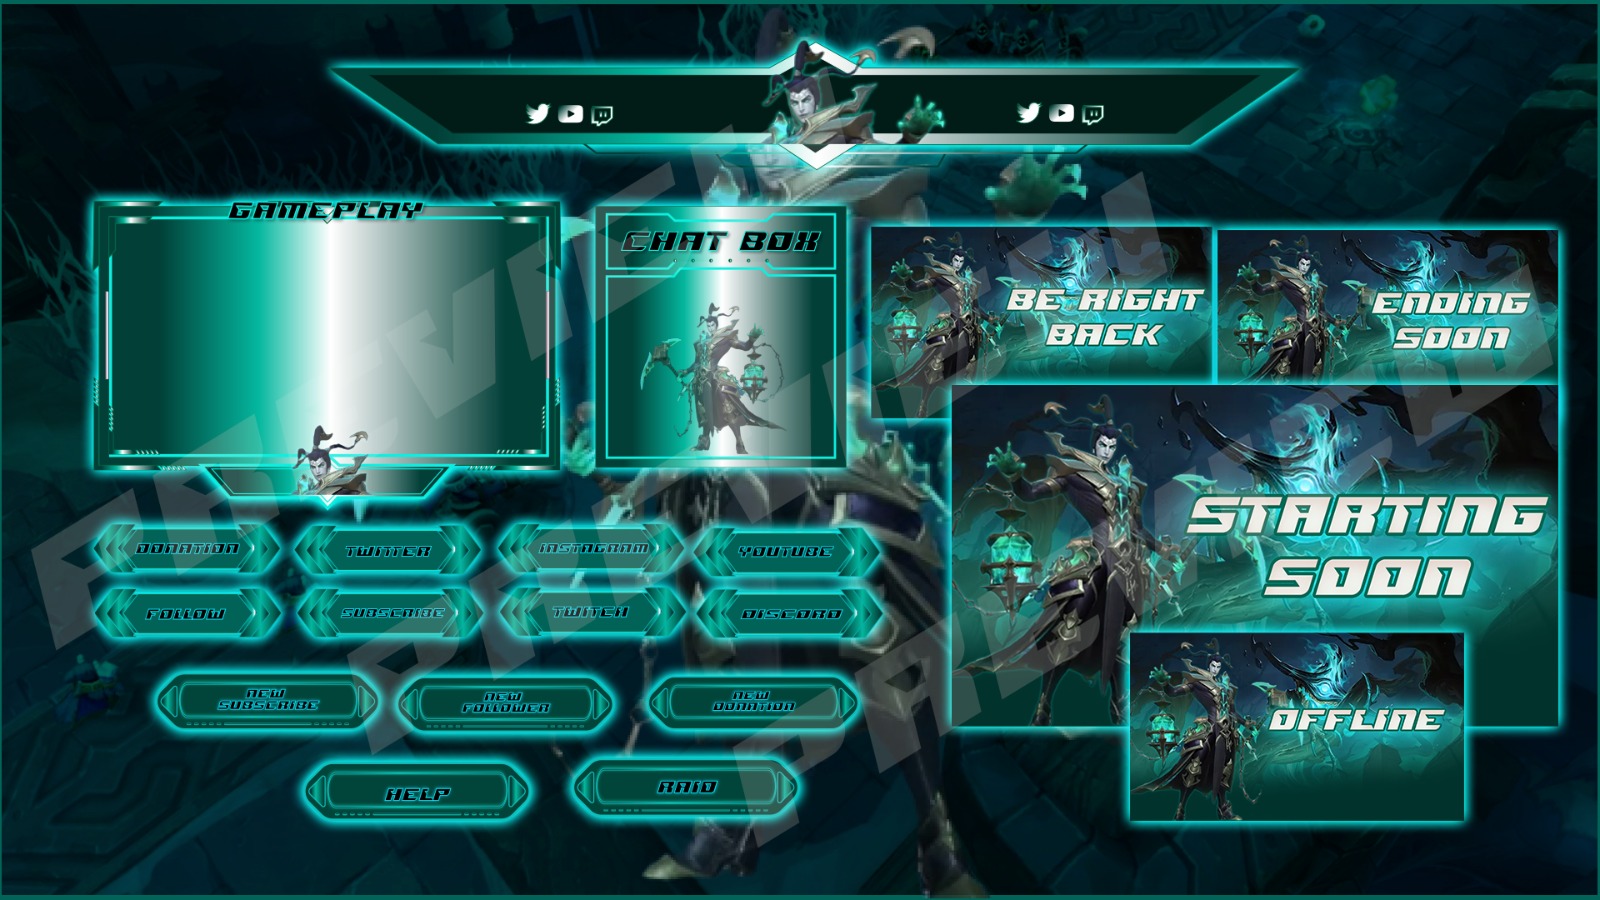 GAMEPLAY
CHAT BOX
BE RIGHT
BACK
ENDING
SOON
STARTING
SOON
OFFLINE
DONATION
TWITTER
INSTNGRAM
YOUTUBE
FOLLOW
SUBSCRIBE
TWITCH
DISCORD
NEW
SUBSCRIBE
NEW
FOLLOWER
NEW
DONATION
HELP
RAID
PREVIEW
PREVIEW
PREVIEW